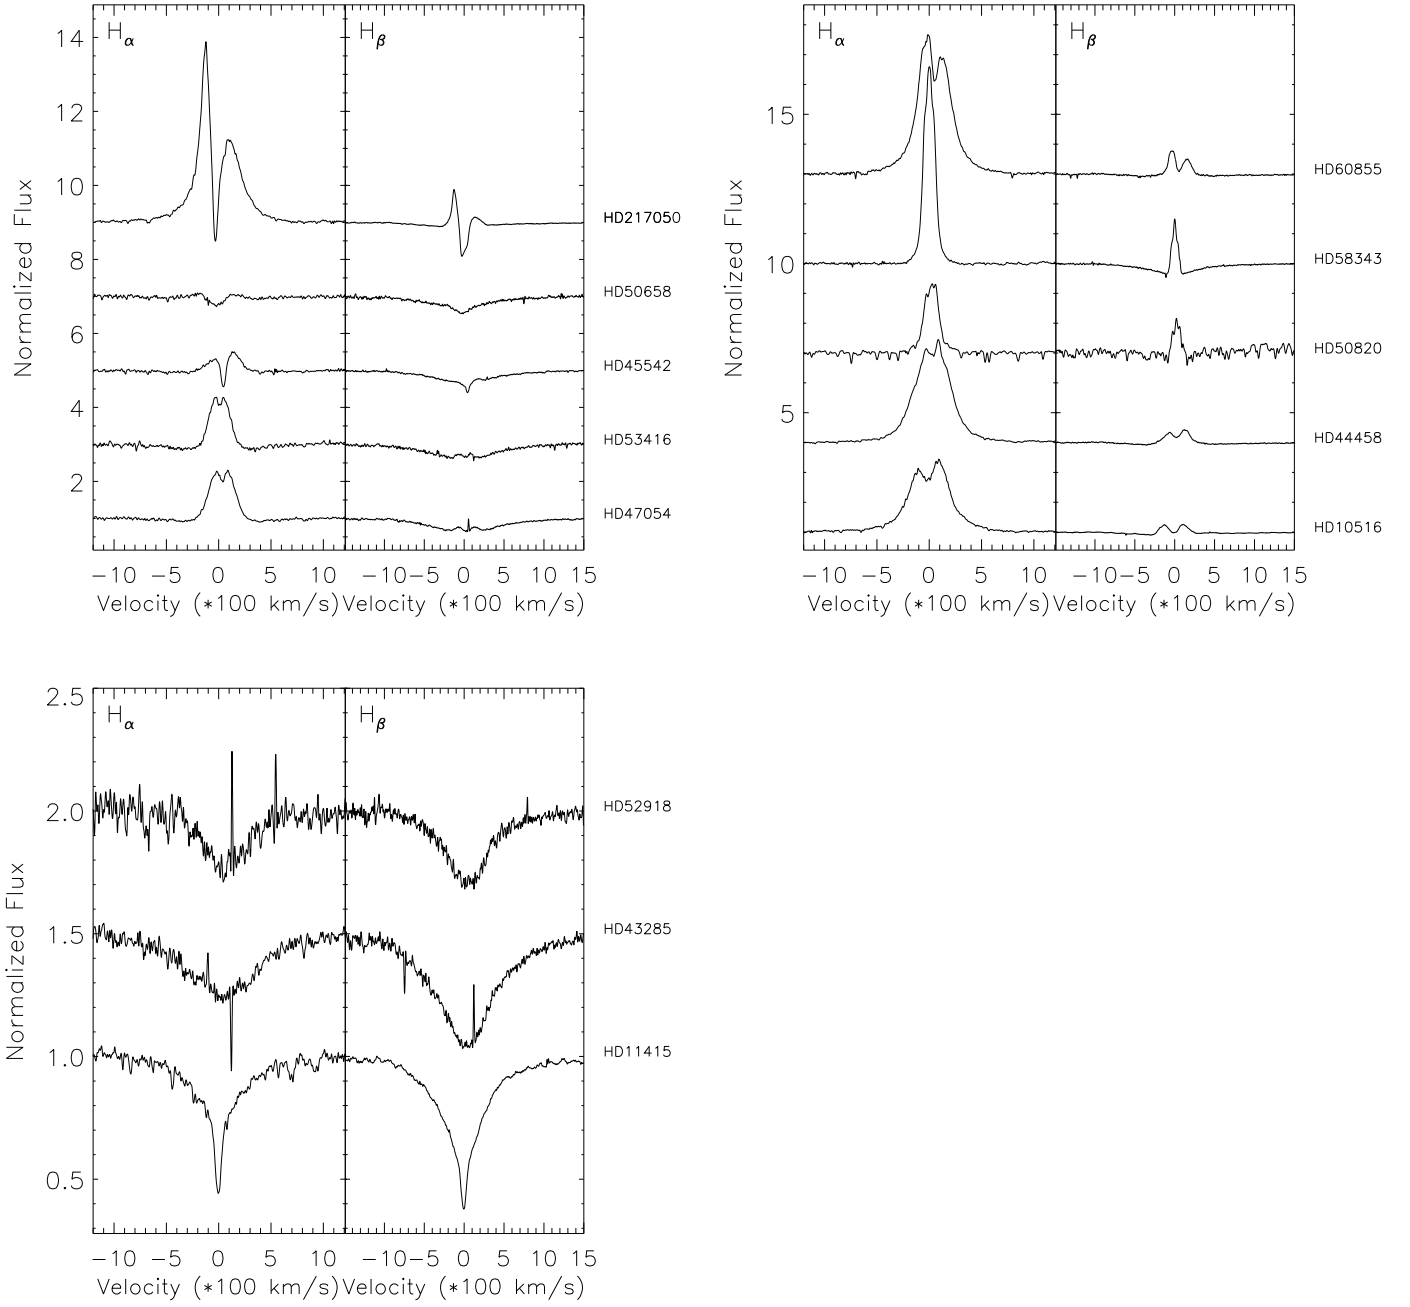 Hα
Hβ
14
12
10
8
6
4
2
Normalized Flux
HD217050
HD50658
HD45542
HD53416
HD47054
−10 −5 0 5 10 −10 −5 0 5 10 15
Velocity (*100 km/s) Velocity (*100 km/s)
Hα
Hβ
15
10
5
Normalized Flux
HD60855
HD58343
HD50820
HD44458
HD10516
−10 −5 0 5 10 −10 −5 0 5 10 15
Velocity (*100 km/s) Velocity (*100 km/s)
Hα
Hβ
2.5
2.0
1.5
1.0
0.5
Normalized Flux
HD52918
HD43285
HD11415
−10 −5 0 5 10 −10 −5 0 5 10 15
Velocity (*100 km/s) Velocity (*100 km/s)